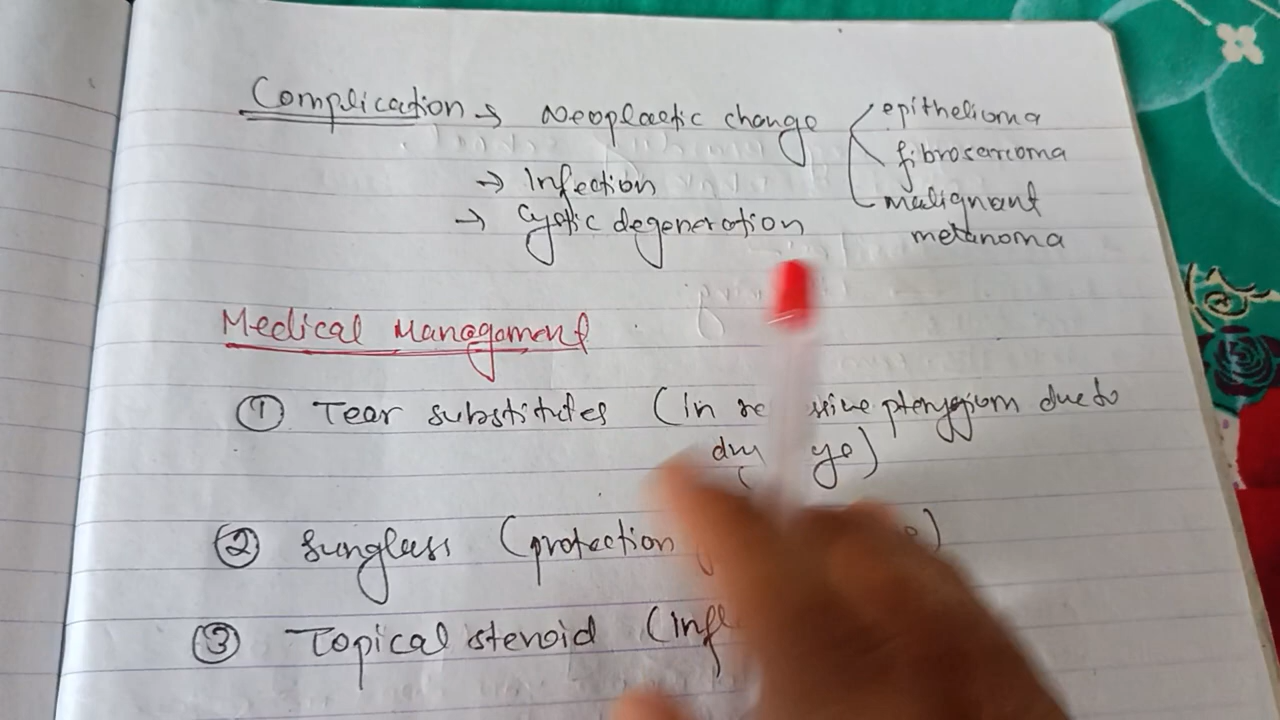 Complication → Neoplastic change epithelioma
fibrosarcoma
→ Infection malignant
→ Cystic degeneration melanoma
Medical Management
① Tear substitutes (In pterygium due to
dry)
② Sunglass (protection
③ Topical steroid (